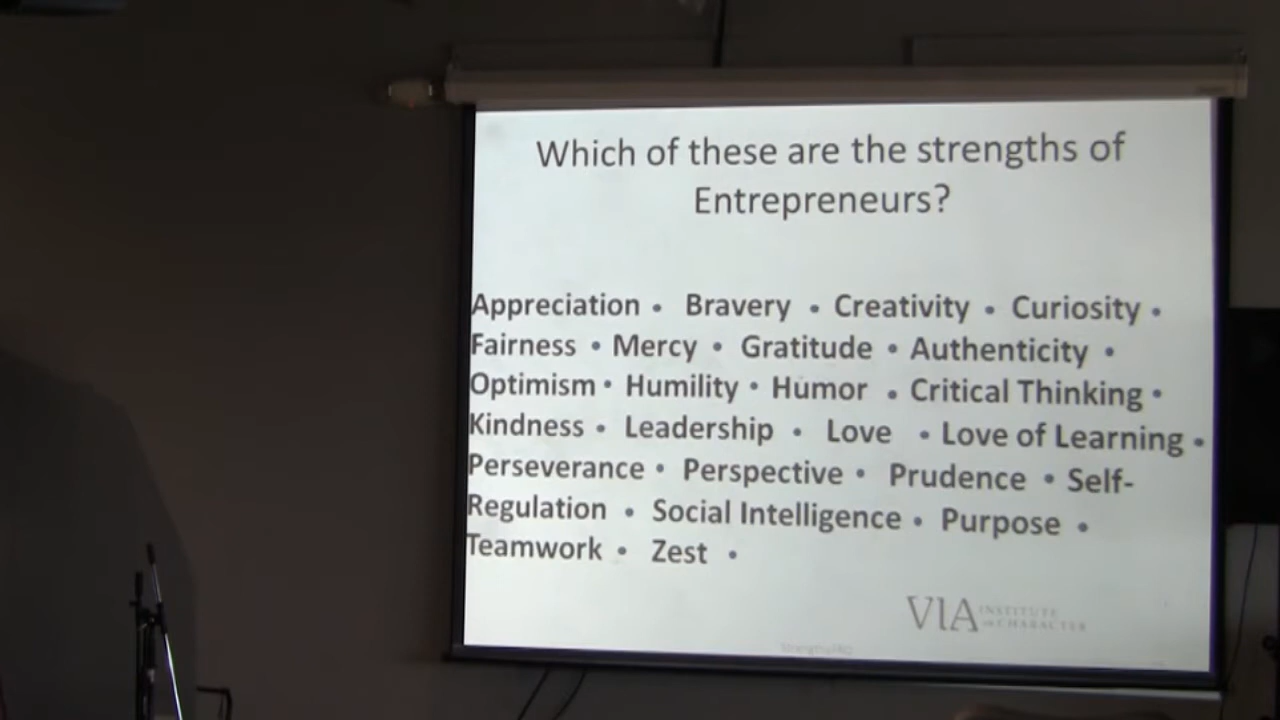 Which of these are the strengths of
Entrepreneurs?
Appreciation • Bravery • Creativity • Curiosity •
Fairness • Mercy • Gratitude • Authenticity •
Optimism • Humility • Humor • Critical Thinking •
Kindness • Leadership • Love • Love of Learning •
Perseverance • Perspective • Prudence • Self-
Regulation • Social Intelligence • Purpose •
Teamwork • Zest •
VIA INSTITUTE
ON CHARACTER